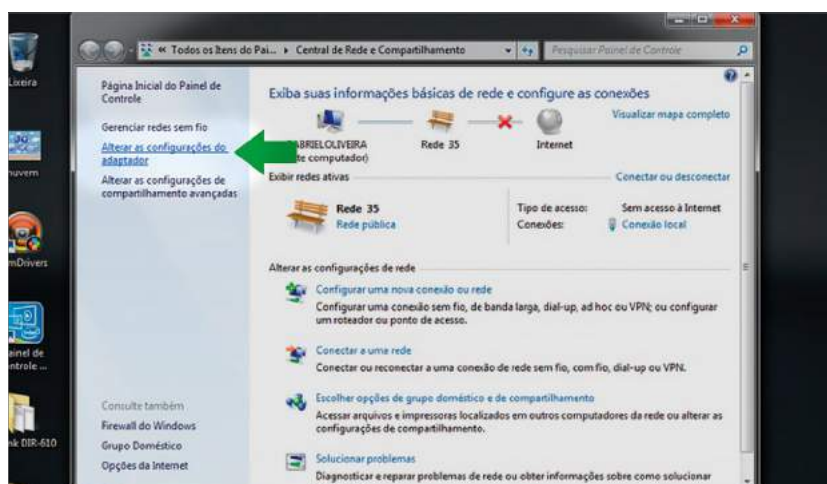 Lixeira
nuvem
Todos os Itens do Pai...
Central de Rede e Compartilhamento
Pesquisar Painel de Controle
Página Inicial do Painel de
Controle
Gerenciar redes sem fio
Alterar as configurações do
adaptador
Alterar as configurações de
compartilhamento avançadas
Consulte também
Firewall do Windows
Grupo Doméstico
Opções da Internet
Exiba suas informações básicas de rede e configure as conexões
Visualizar mapa completo
ABRIELOLIVEIRA
te computador)
Rede 35
Internet
Exibir redes ativas
Conectar ou desconectar
Rede 35
Rede pública
Tipo de acesso:
Sem acesso à Internet
Conexões:
Conexão local
Alterar as configurações de rede
Configurar uma nova conexão ou rede
Configurar uma conexão sem fio, de banda larga, dial-up, ad hoc ou VPN; ou configurar
um roteador ou ponto de acesso.
Conectar a uma rede
Conectar ou reconectar a uma conexão de rede sem fio, com fio, dial-up ou VPN.
Escolher opções de grupo doméstico e de compartilhamento
Acessar arquivos e impressoras localizados em outros computadores da rede ou alterar as
configurações de compartilhamento.
Solucionar problemas
Diagnosticar e reparar problemas de rede ou obter informações sobre como solucionar
mDrivers
ainel de
ntrole ...
nk DIR-610